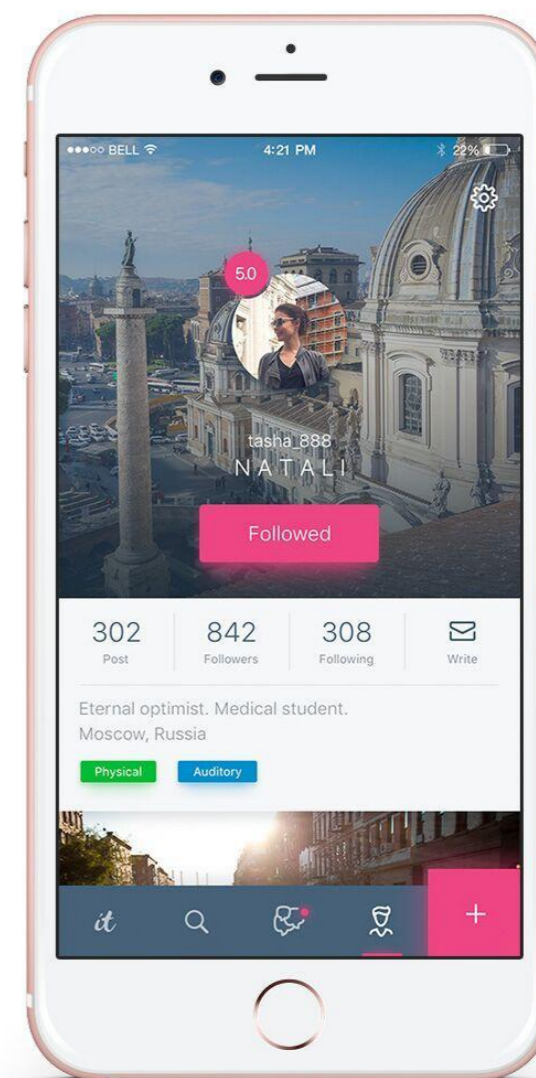 BELL 4:21 PM 22%
5.0
tasha_888
NATALI
Followed
302 842 308
Post Followers Following Write
Eternal optimist. Medical student.
Moscow, Russia
Physical Auditory
it +